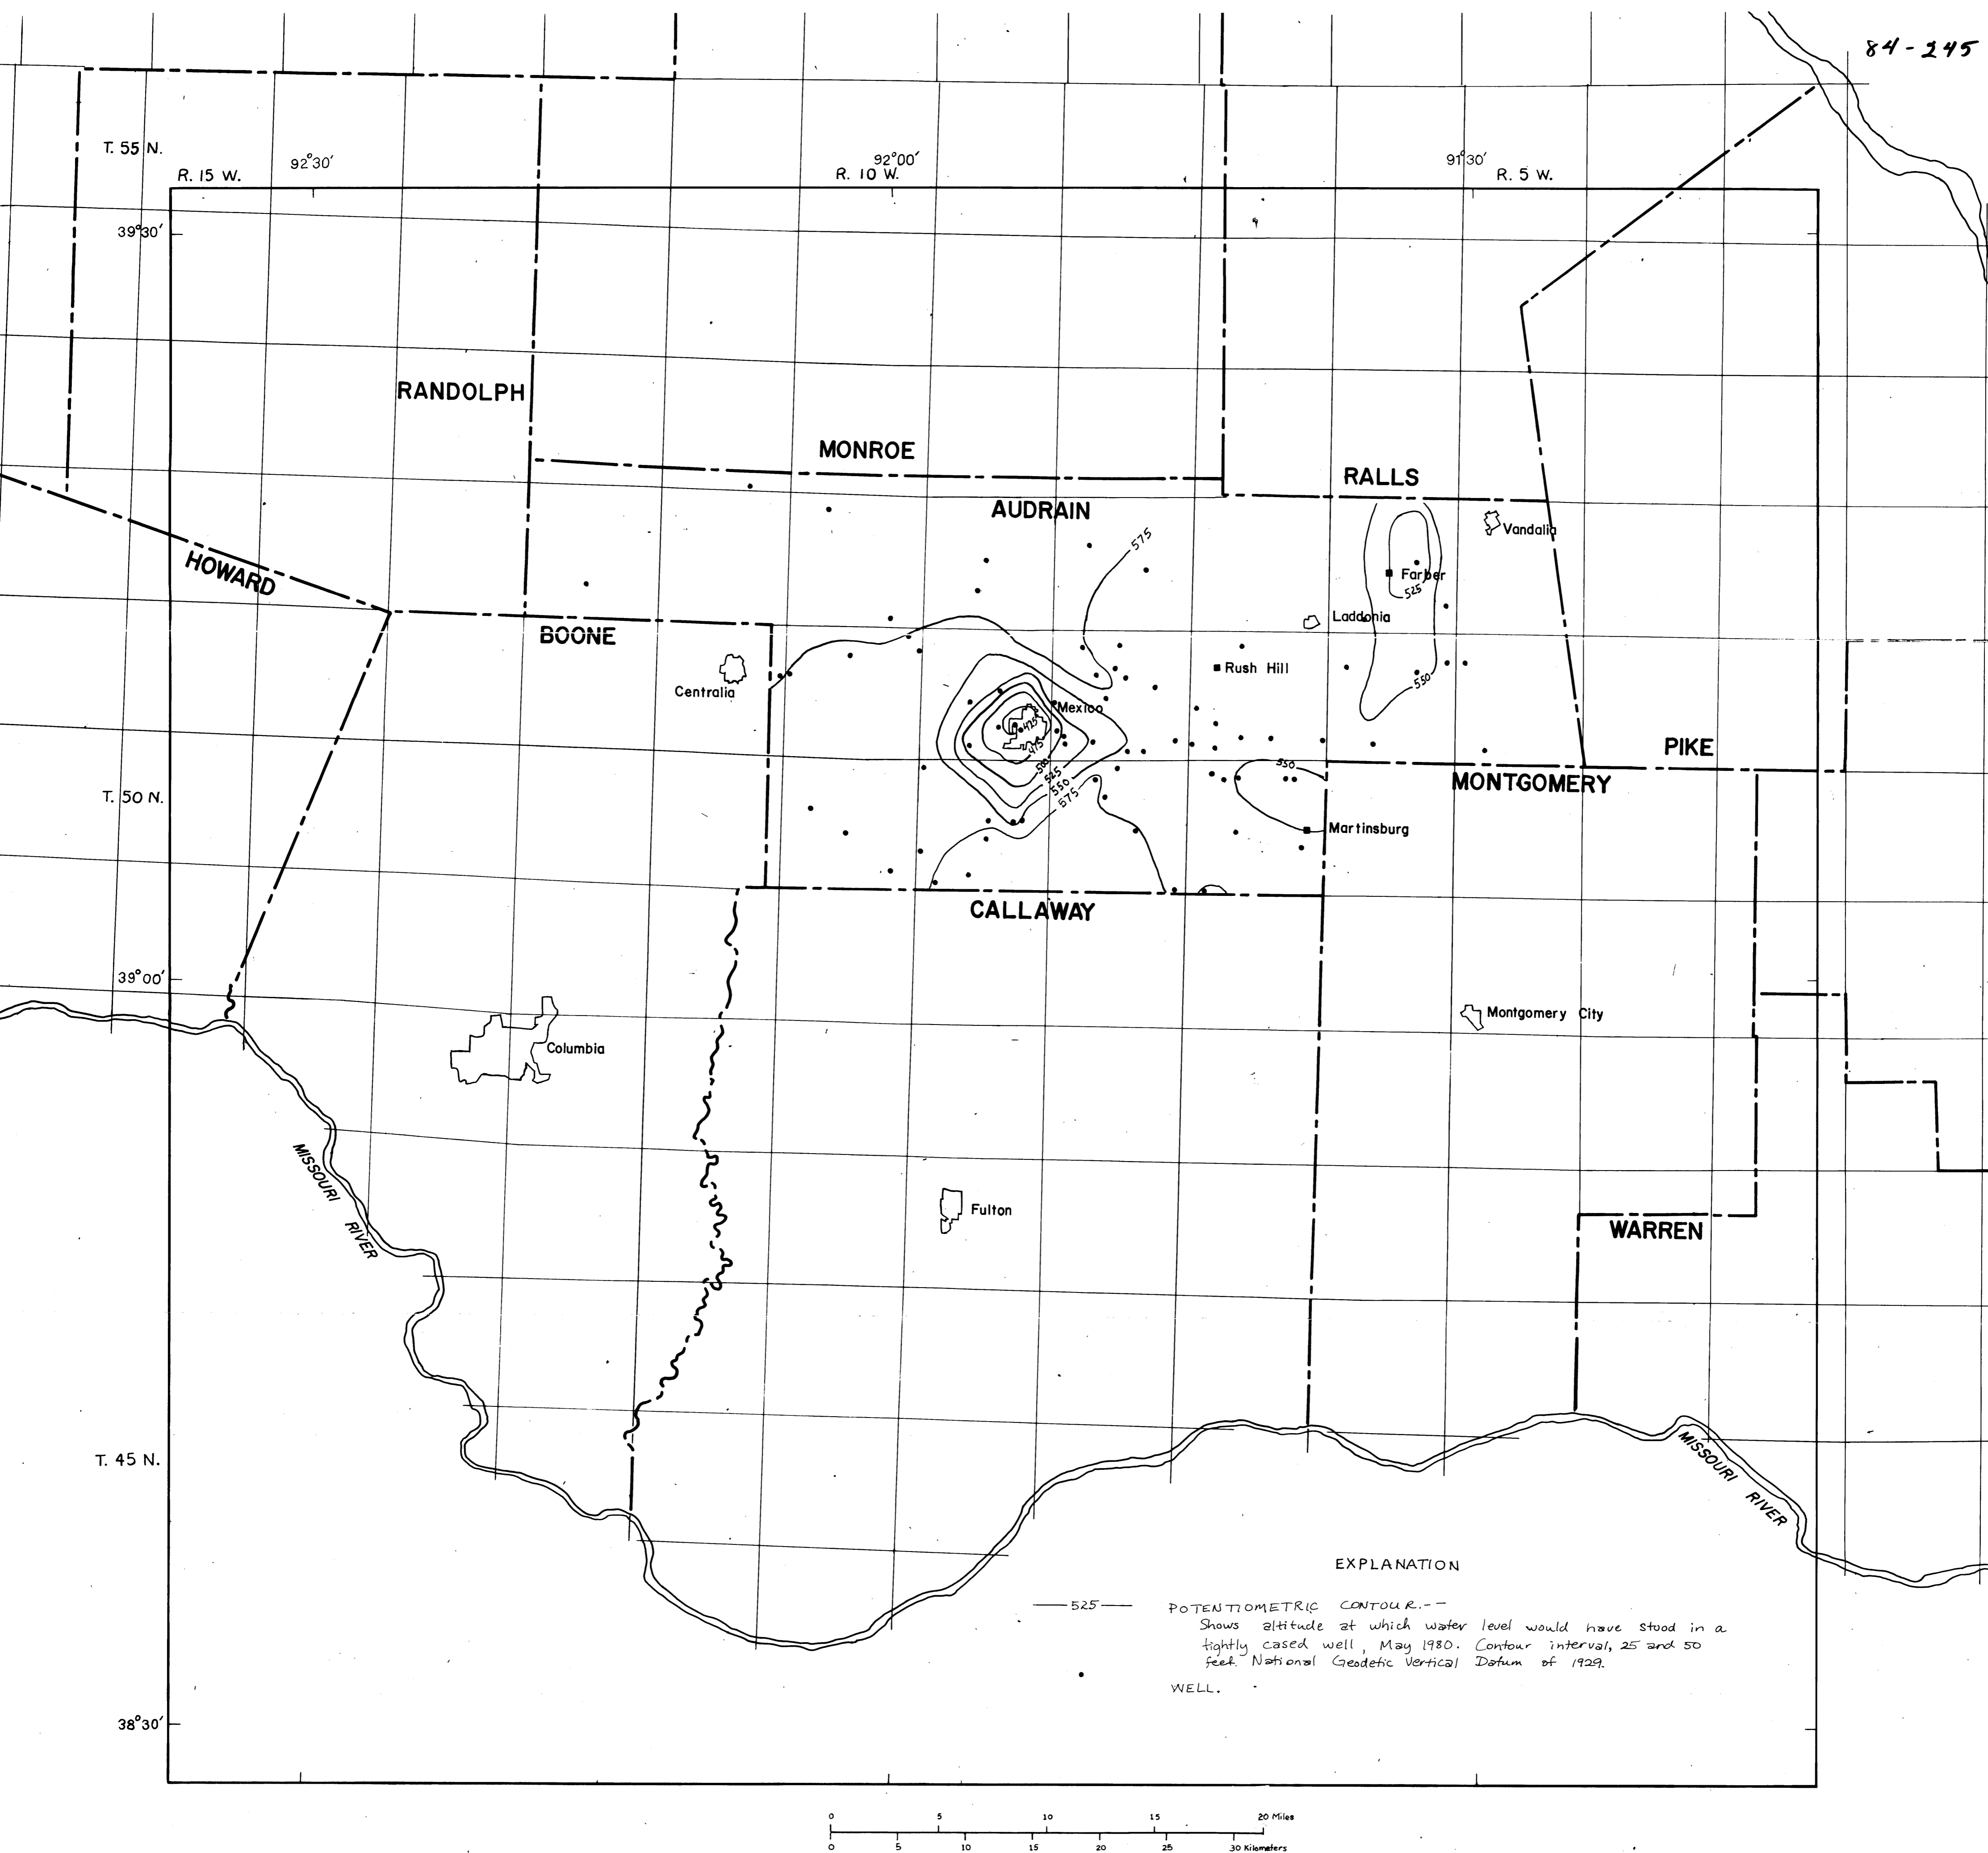 84-245
T. 55 N.
92°30'
92°00'
91°30'
R. 15 W.
R. 10 W.
R. 5 W.
39°30'
RANDOLPH
MONROE
RALLS
AUDRAIN
Vandalia
575
HOWARD
Farber
525
Laddonia
BOONE
Rush Hill
Centralia
550
Mexico
425
475
PIKE
500
525
550
575
550
MONTGOMERY
T. 50 N.
Martinsburg
CALLAWAY
39°00'
Montgomery City
Columbia
MISSOURI RIVER
Fulton
WARREN
T. 45 N.
MISSOURI RIVER
EXPLANATION
525
POTENTIOMETRIC CONTOUR.--
Shows altitude at which water level would have stood in a
tightly cased well, May 1980. Contour interval, 25 and 50
feet. National Geodetic Vertical Datum of 1929.
WELL.
38°30'
0 5 10 15 20 Miles
0 5 10 15 20 25 30 Kilometers